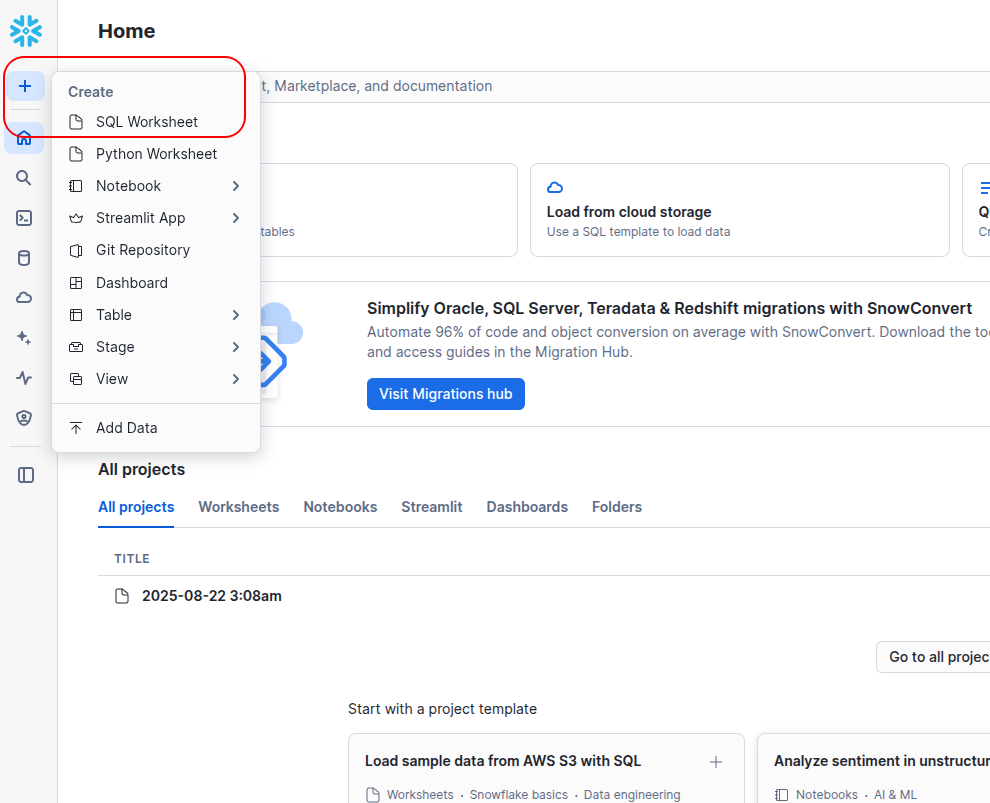 Home
t, Marketplace, and documentation
Create
SQL Worksheet
Python Worksheet
Notebook
Streamlit App
Git Repository
Dashboard
Table
Stage
View
Add Data
tables
Load from cloud storage
Use a SQL template to load data
Q
Cr
Simplify Oracle, SQL Server, Teradata & Redshift migrations with SnowConvert
Automate 96% of code and object conversion on average with SnowConvert. Download the too
and access guides in the Migration Hub.
Visit Migrations hub
All projects
All projects Worksheets Notebooks Streamlit Dashboards Folders
TITLE
2025-08-22 3:08am
Go to all projec
Start with a project template
Load sample data from AWS S3 with SQL
Worksheets · Snowflake basics · Data engineering
Analyze sentiment in unstructur
Notebooks · AI & ML